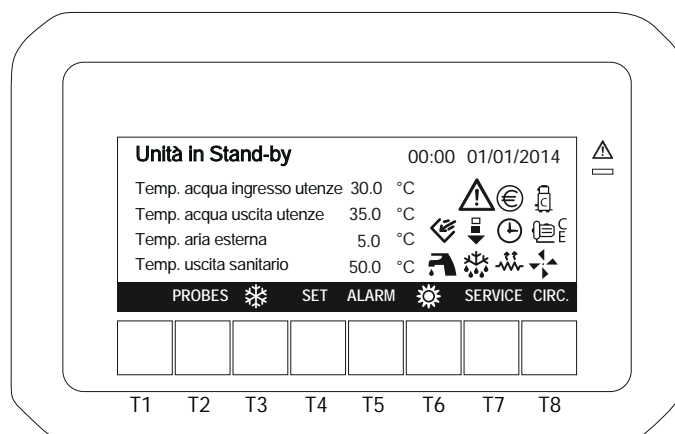 Unità in Stand-by 00:00 01/01/2014
Temp. acqua ingresso utenze 30.0 °C
Temp. acqua uscita utenze 35.0 °C
Temp. aria esterna 5.0 °C
Temp. uscita sanitario 50.0 °C
€
C
C
E
PROBES SET ALARM SERVICE CIRC.
T1 T2 T3 T4 T5 T6 T7 T8